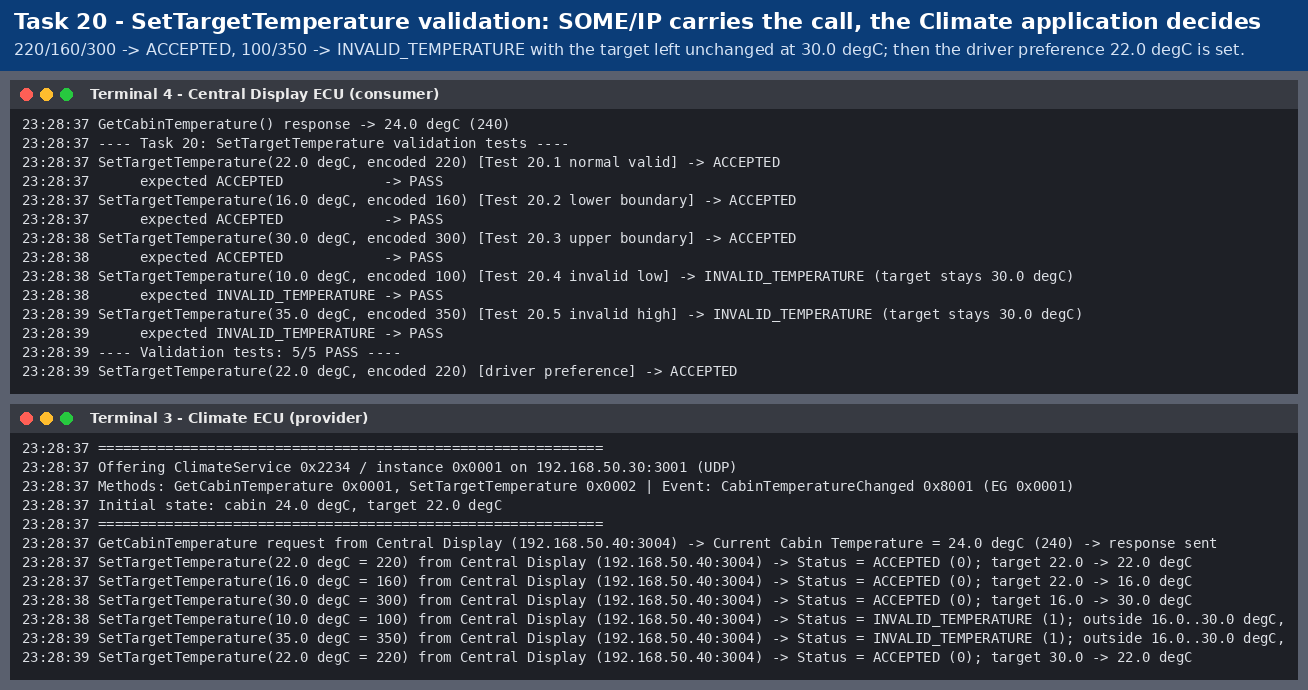 Task 20 - SetTargetTemperature validation: SOME/IP carries the call, the Climate application decides
220/160/300 -> ACCEPTED, 100/350 -> INVALID_TEMPERATURE with the target left unchanged at 30.0 degC; then the driver preference 22.0 degC is set.
Terminal 4 - Central Display ECU (consumer)
23:28:37 GetCabinTemperature() response -> 24.0 degC (240)
23:28:37 ---- Task 20: SetTargetTemperature validation tests ----
23:28:37 SetTargetTemperature(22.0 degC, encoded 220) [Test 20.1 normal valid] -> ACCEPTED
23:28:37      expected ACCEPTED            -> PASS
23:28:37 SetTargetTemperature(16.0 degC, encoded 160) [Test 20.2 lower boundary] -> ACCEPTED
23:28:37      expected ACCEPTED            -> PASS
23:28:38 SetTargetTemperature(30.0 degC, encoded 300) [Test 20.3 upper boundary] -> ACCEPTED
23:28:38      expected ACCEPTED            -> PASS
23:28:38 SetTargetTemperature(10.0 degC, encoded 100) [Test 20.4 invalid low] -> INVALID_TEMPERATURE (target stays 30.0 degC)
23:28:38      expected INVALID_TEMPERATURE -> PASS
23:28:39 SetTargetTemperature(35.0 degC, encoded 350) [Test 20.5 invalid high] -> INVALID_TEMPERATURE (target stays 30.0 degC)
23:28:39      expected INVALID_TEMPERATURE -> PASS
23:28:39 ---- Validation tests: 5/5 PASS ----
23:28:39 SetTargetTemperature(22.0 degC, encoded 220) [driver preference] -> ACCEPTED
Terminal 3 - Climate ECU (provider)
23:28:37 ============================================================
23:28:37 Offering ClimateService 0x2234 / instance 0x0001 on 192.168.50.30:3001 (UDP)
23:28:37 Methods: GetCabinTemperature 0x0001, SetTargetTemperature 0x0002 | Event: CabinTemperatureChanged 0x8001 (EG 0x0001)
23:28:37 Initial state: cabin 24.0 degC, target 22.0 degC
23:28:37 ============================================================
23:28:37 GetCabinTemperature request from Central Display (192.168.50.40:3004) -> Current Cabin Temperature = 24.0 degC (240) -> response sent
23:28:37 SetTargetTemperature(22.0 degC = 220) from Central Display (192.168.50.40:3004) -> Status = ACCEPTED (0); target 22.0 -> 22.0 degC
23:28:37 SetTargetTemperature(16.0 degC = 160) from Central Display (192.168.50.40:3004) -> Status = ACCEPTED (0); target 22.0 -> 16.0 degC
23:28:38 SetTargetTemperature(30.0 degC = 300) from Central Display (192.168.50.40:3004) -> Status = ACCEPTED (0); target 16.0 -> 30.0 degC
23:28:38 SetTargetTemperature(10.0 degC = 100) from Central Display (192.168.50.40:3004) -> Status = INVALID_TEMPERATURE (1); outside 16.0..30.0 degC,
23:28:39 SetTargetTemperature(35.0 degC = 350) from Central Display (192.168.50.40:3004) -> Status = INVALID_TEMPERATURE (1); outside 16.0..30.0 degC,
23:28:39 SetTargetTemperature(22.0 degC = 220) from Central Display (192.168.50.40:3004) -> Status = ACCEPTED (0); target 30.0 -> 22.0 degC